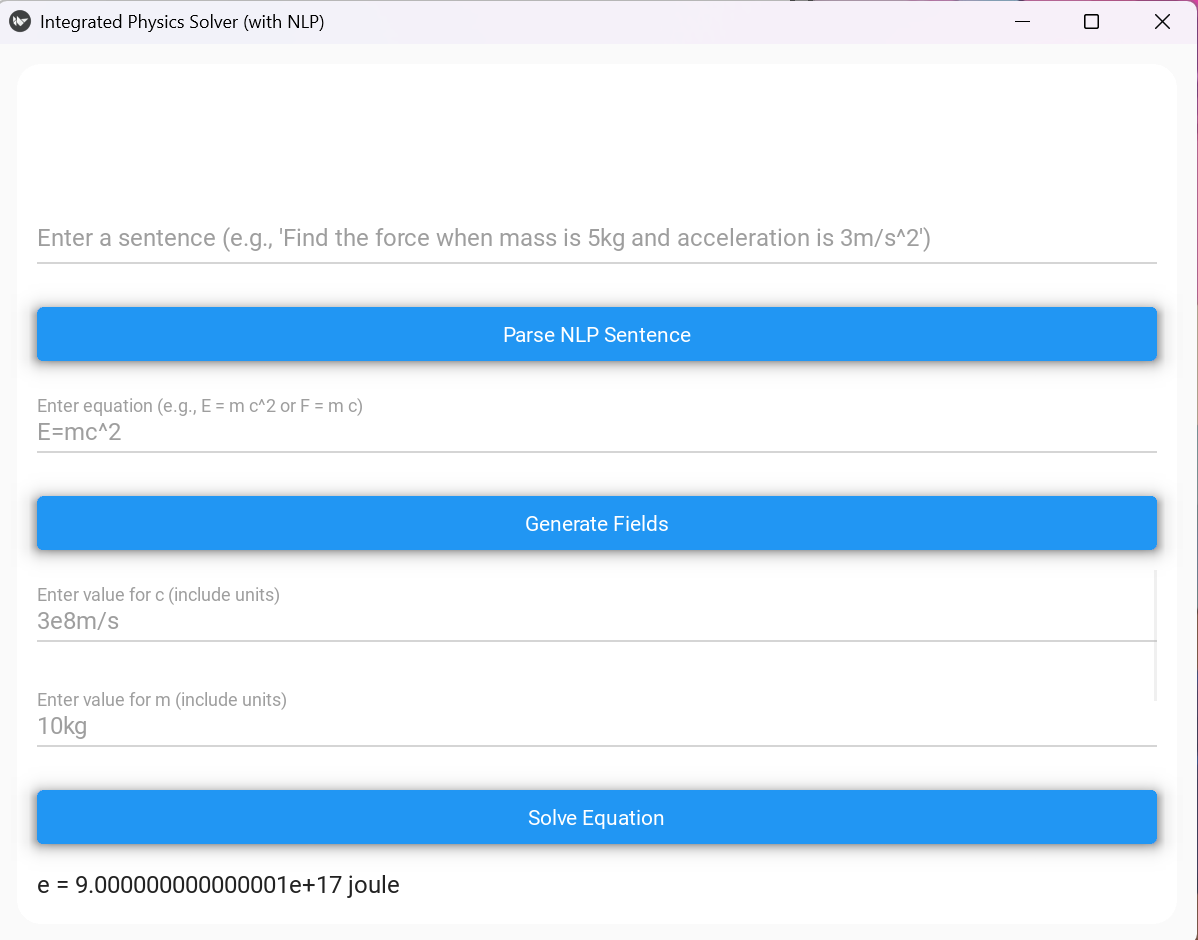 Integrated Physics Solver (with NLP)
Enter a sentence (e.g., 'Find the force when mass is 5kg and acceleration is 3m/s^2')
Parse NLP Sentence
Enter equation (e.g., E = m c^2 or F = m c)
E=mc^2
Generate Fields
Enter value for c (include units)
3e8m/s
Enter value for m (include units)
10kg
Solve Equation
e = 9.000000000000001e+17 joule